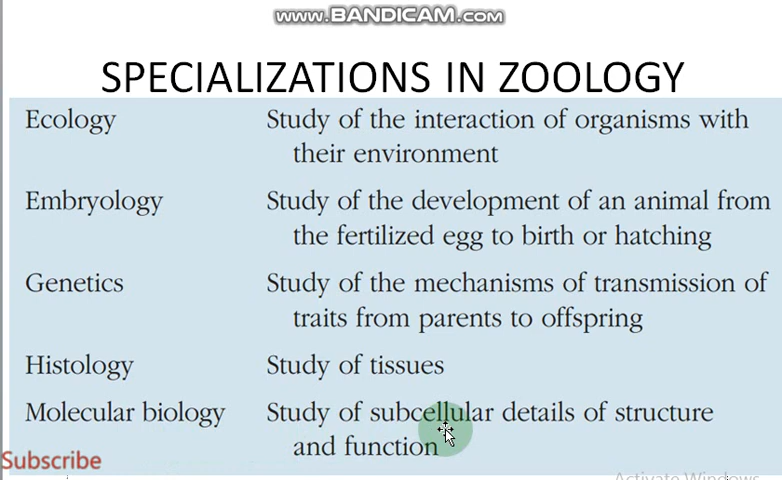 www.BANDICAM.com
SPECIALIZATIONS IN ZOOLOGY
Ecology Study of the interaction of organisms with
their environment
Embryology Study of the development of an animal from
the fertilized egg to birth or hatching
Genetics Study of the mechanisms of transmission of
traits from parents to offspring
Histology Study of tissues
Molecular biology Study of subcellular details of structure
and function
Subscribe
Activate Windows